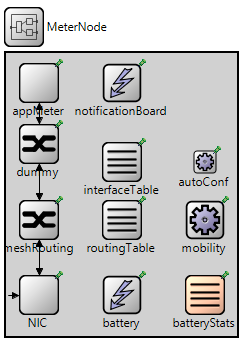 MeterNode
appMeter
notificationBoard
dummy
interfaceTable
autoConf
meshRouting
routingTable
mobility
NIC
battery
batteryStats